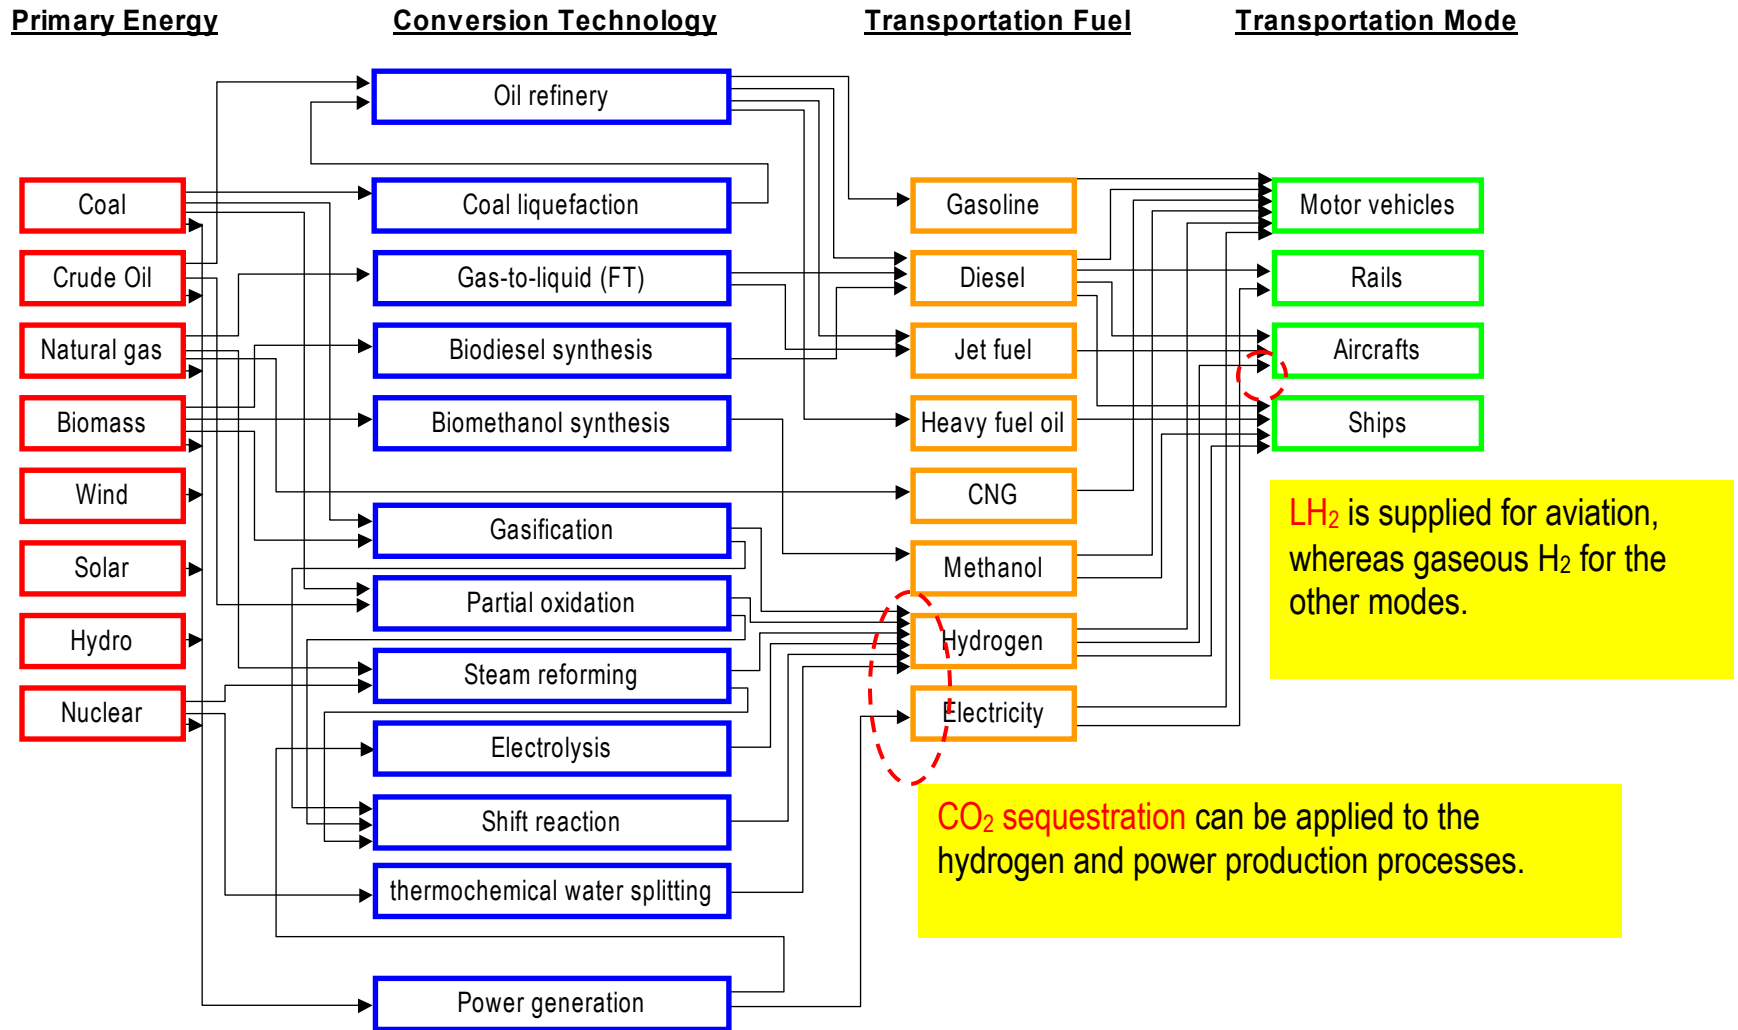 Primary Energy
Conversion Technology
Transportation Fuel
Transportation Mode
Coal
Crude Oil
Natural gas
Biomass
Wind
Solar
Hydro
Nuclear
Oil refinery
Coal liquefaction
Gas-to-liquid (FT)
Biodiesel synthesis
Biomethanol synthesis
Gasification
Partial oxidation
Steam reforming
Electrolysis
Shift reaction
thermochemical water splitting
Power generation
Gasoline
Diesel
Jet fuel
Heavy fuel oil
CNG
Methanol
Hydrogen
Electricity
Motor vehicles
Rails
Aircrafts
Ships
LH₂ is supplied for aviation,
whereas gaseous H₂ for the
other modes.
CO₂ sequestration can be applied to the
hydrogen and power production processes.